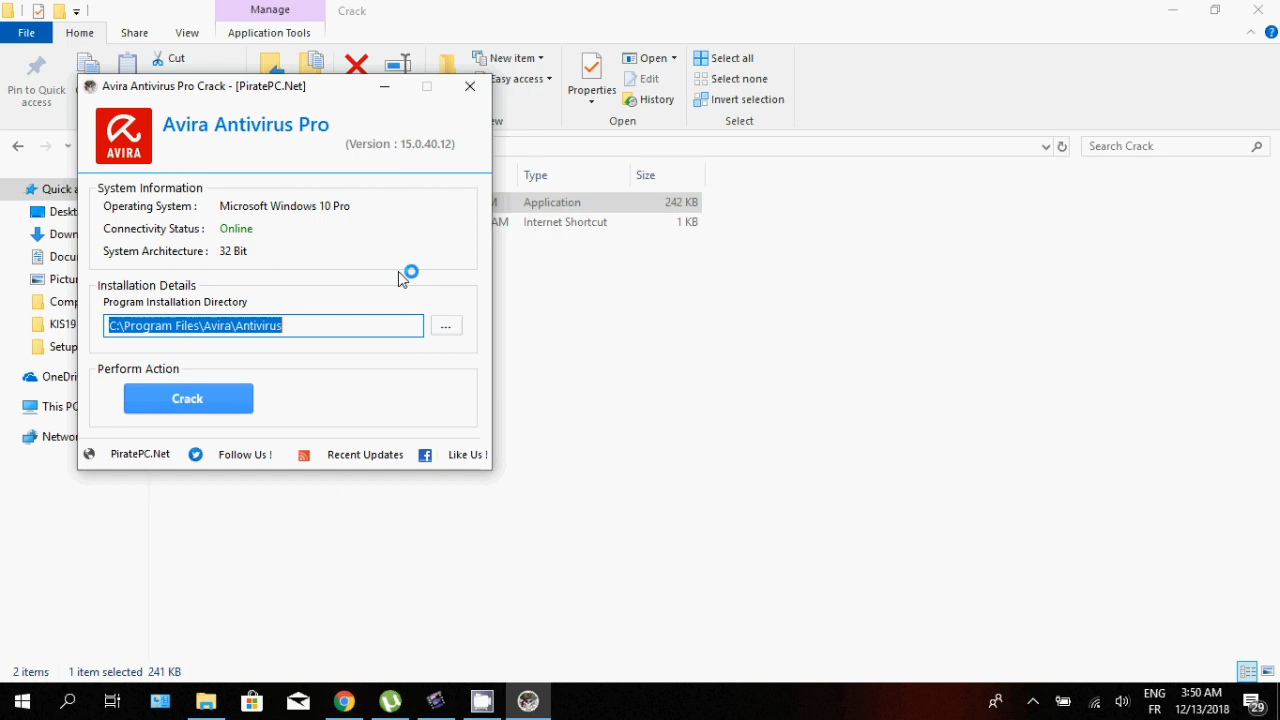 Manage
Crack
File
Home
Share
View
Application Tools
Pin to Quick
access
Cut
New item
Easy access
Properties
Open
Edit
History
Open
Select all
Select none
Invert selection
Select
Search Crack
Type
Size
Application
242 KB
Internet Shortcut
1 KB
Quick
This PC
Avira Antivirus Pro Crack - [PiratePC.Net]
AVIRA
Avira Antivirus Pro
(Version : 15.0.40.12)
System Information
Operating System :
Microsoft Windows 10 Pro
Connectivity Status :
Online
System Architecture :
32 Bit
Installation Details
Program Installation Directory
C:\Program Files\Avira\Antivirus
...
Perform Action
Crack
PiratePC.Net
Follow Us !
Recent Updates
Like Us !
2 items
1 item selected 241 KB
ENG
FR
3:50 AM
12/13/2018
29